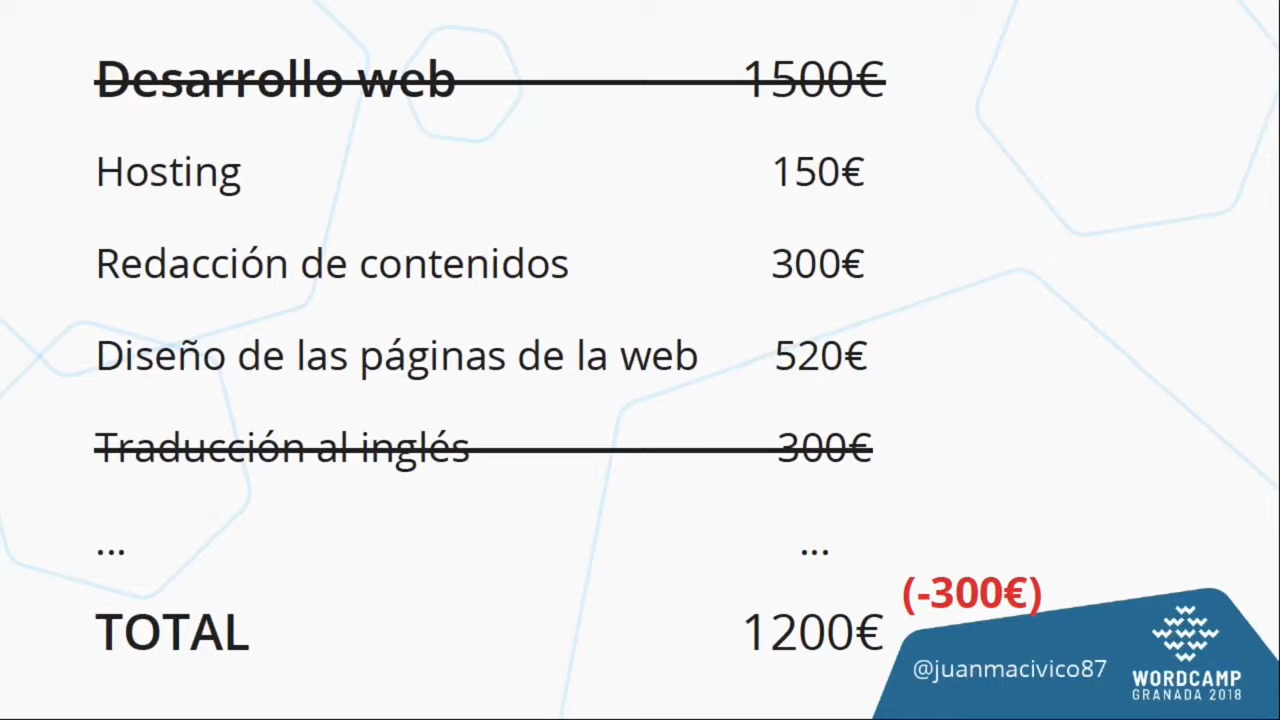 Desarrollo web 1500€
Hosting 150€
Redacción de contenidos 300€
Diseño de las páginas de la web 520€
Traducción al inglés 300€
... ...
(-300€)
TOTAL 1200€
@juanmacivico87
WORDCAMP
GRANADA 2018